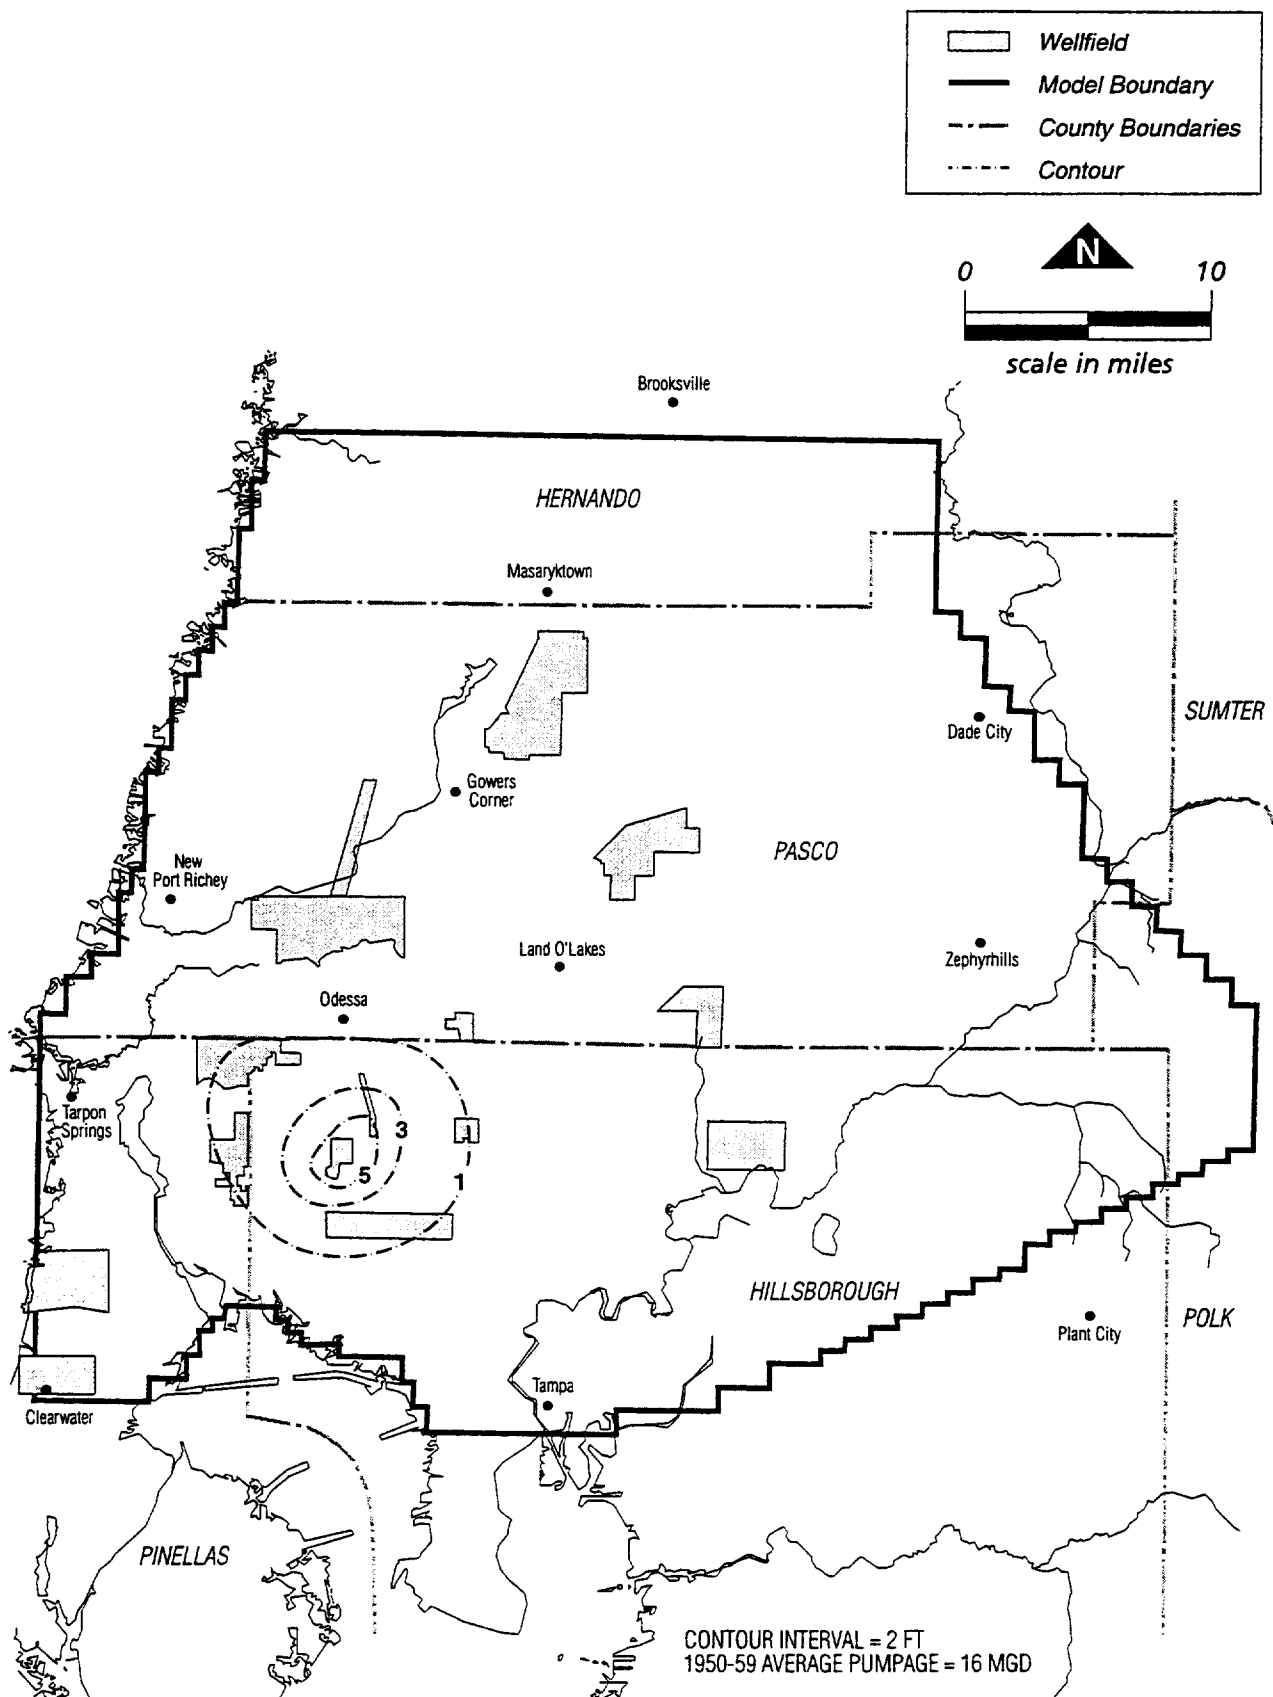 Wellfield
Model Boundary
County Boundaries
Contour
N
0 10
scale in miles
Brooksville
HERNANDO
Masaryktown
SUMTER
Dade City
Gowers
Corner
PASCO
New
Port Richey
Land O'Lakes
Zephyrhills
Odessa
Tarpon
Springs
3
5
1
HILLSBOROUGH
POLK
Plant City
Tampa
Clearwater
PINELLAS
CONTOUR INTERVAL = 2 FT
1950-59 AVERAGE PUMPAGE = 16 MGD